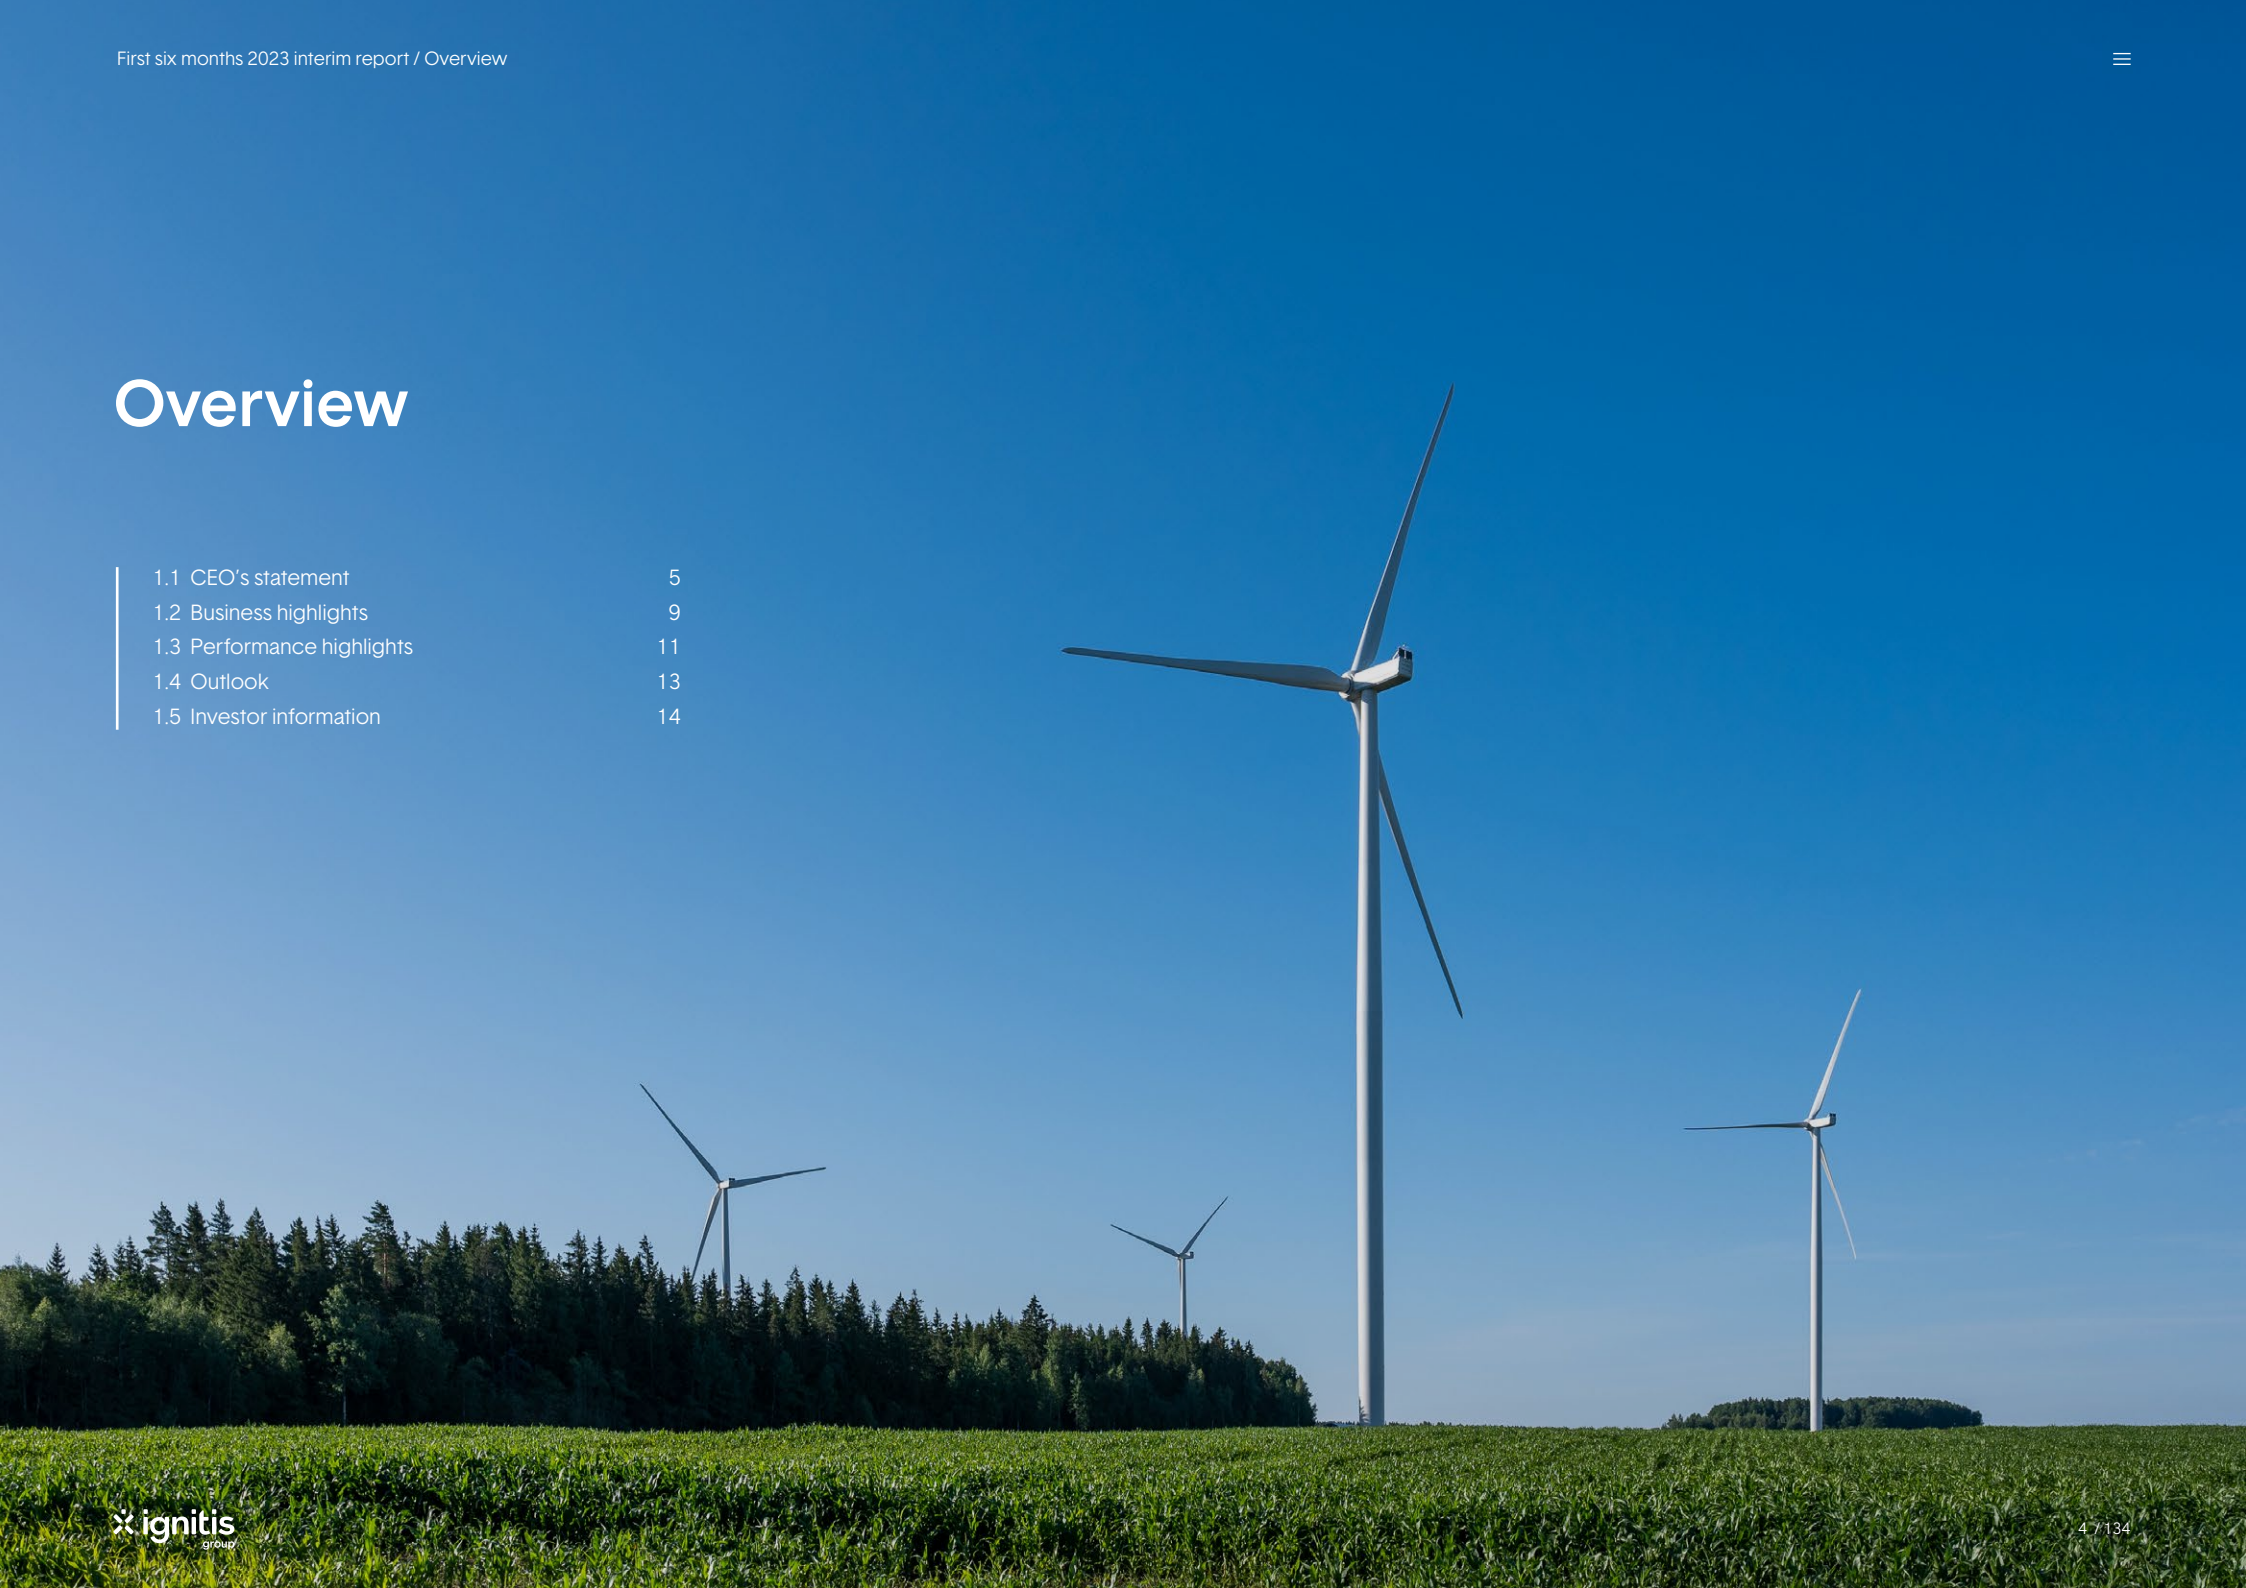 First six months 2023 interim report / Overview
Overview
1.1 CEO's statement 5
1.2 Business highlights 9
1.3 Performance highlights 11
1.4 Outlook 13
1.5 Investor information 14
ignitis
group
4 / 134